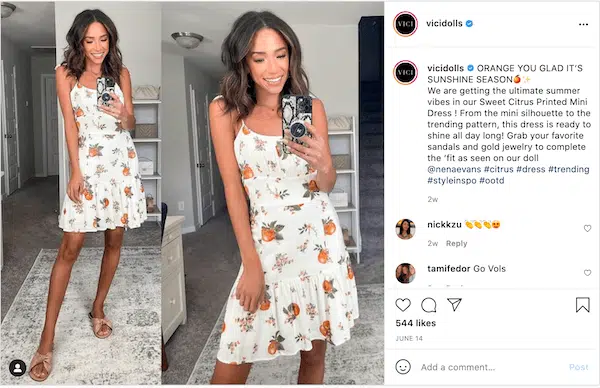 VICI
vicidolls
VICI
vicidolls ORANGE YOU GLAD IT'S
SUNSHINE SEASON🍊✨
We are getting the ultimate summer
vibes in our Sweet Citrus Printed Mini
Dress ! From the mini silhouette to the
trending pattern, this dress is ready to
shine all day long! Grab your favorite
sandals and gold jewelry to complete
the 'fit as seen on our doll
@nenaevans #citrus #dress #trending
#styleinspo #ootd
2w
nickkzu 👏👏👏😍
2w Reply
tamifedor Go Vols
544 likes
JUNE 14
Add a comment...
Post